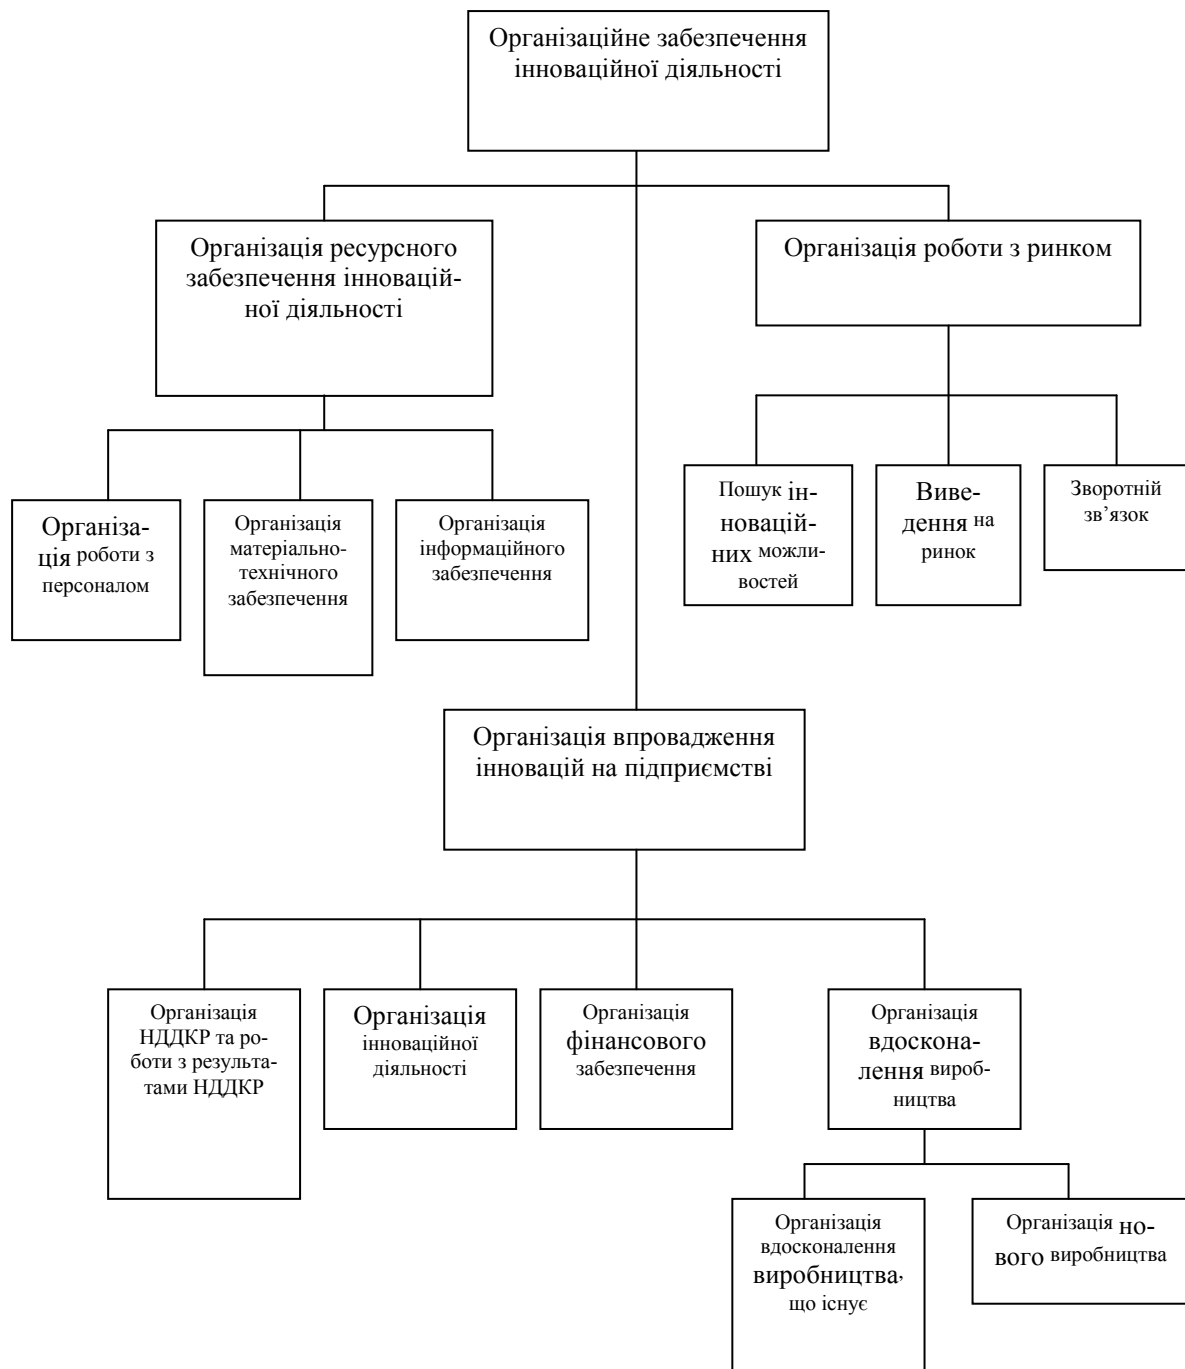 Організаційне забезпечення
інноваційної діяльності
Організація ресурсного
забезпечення інновацій-
ної діяльності
Організація роботи з ринком
Організа-
ція роботи з
персоналом
Організація
матеріально-
технічного
забезпечення
Організація
інформаційного
забезпечення
Пошук ін-
новацій-
них можли-
востей
Виве-
дення на
ринок
Зворотній
зв’язок
Організація впровадження
інновацій на підприємстві
Організація
НДДКР та ро-
боти з результа-
тами НДДКР
Організація
інноваційної
діяльності
Організація
фінансового
забезпечення
Організація
вдоскона-
лення вироб-
ництва
Організація
вдосконалення
виробництва,
що існує
Організація но-
вого виробництва